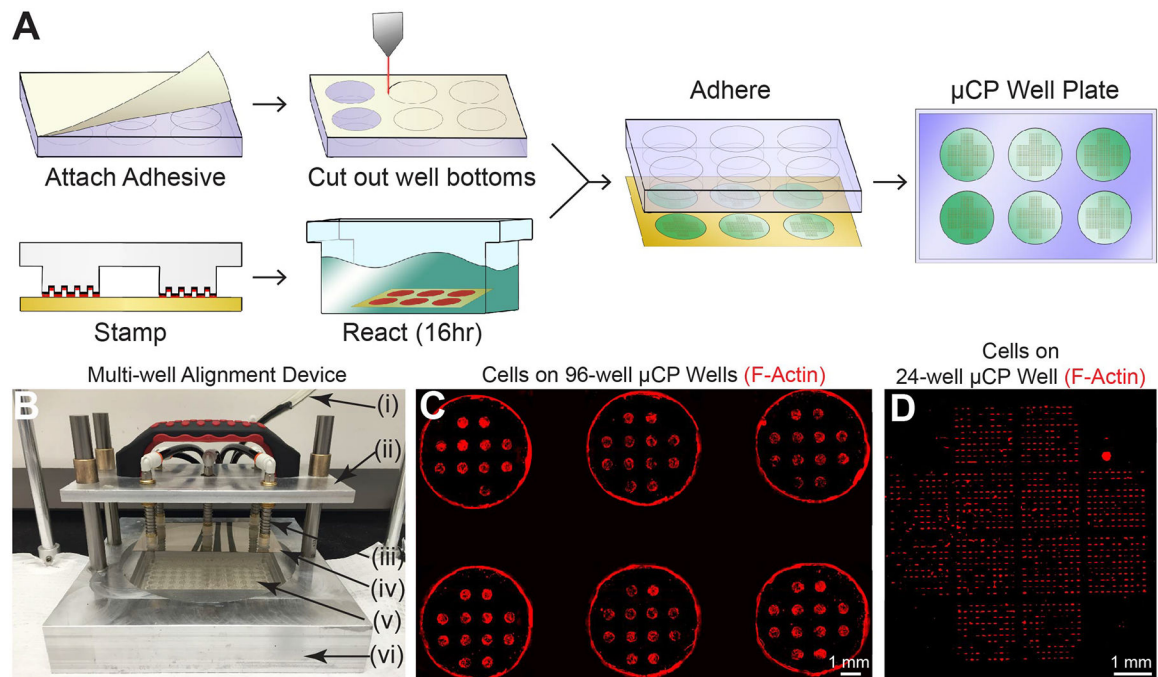 A
Attach Adhesive
Cut out well bottoms
Adhere
µCP Well Plate
Stamp
React (16hr)
Multi-well Alignment Device
B
(i)
(ii)
(iii)
(iv)
(v)
(vi)
Cells on 96-well µCP Wells (F-Actin)
C
1 mm
Cells on
24-well µCP Well (F-Actin)
D
1 mm